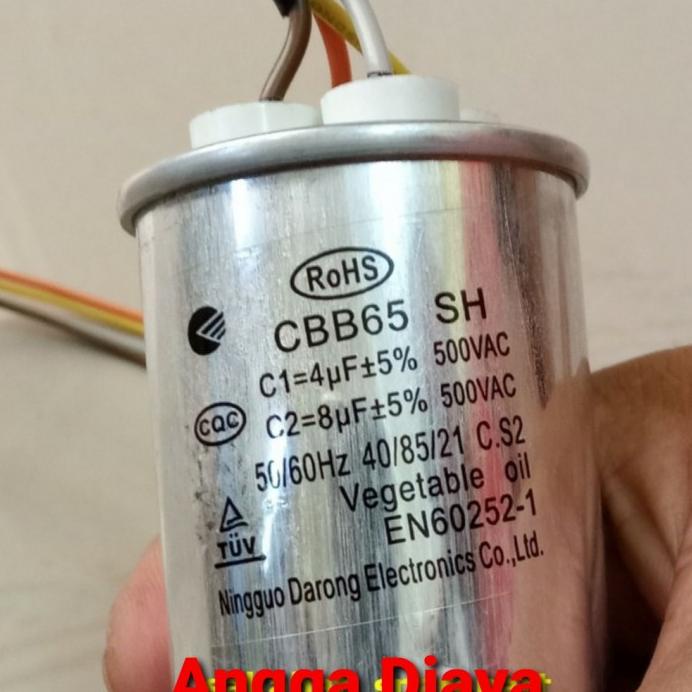 RoHS
CBB65 SH
C1=4μF±5% 500VAC
CQC
C2=8μF±5% 500VAC
50/60Hz 40/85/21 C.S2
Vegetable oil
TÜV
EN60252-1
Ningguo Darong Electronics Co.,Ltd.
Angga Djaya